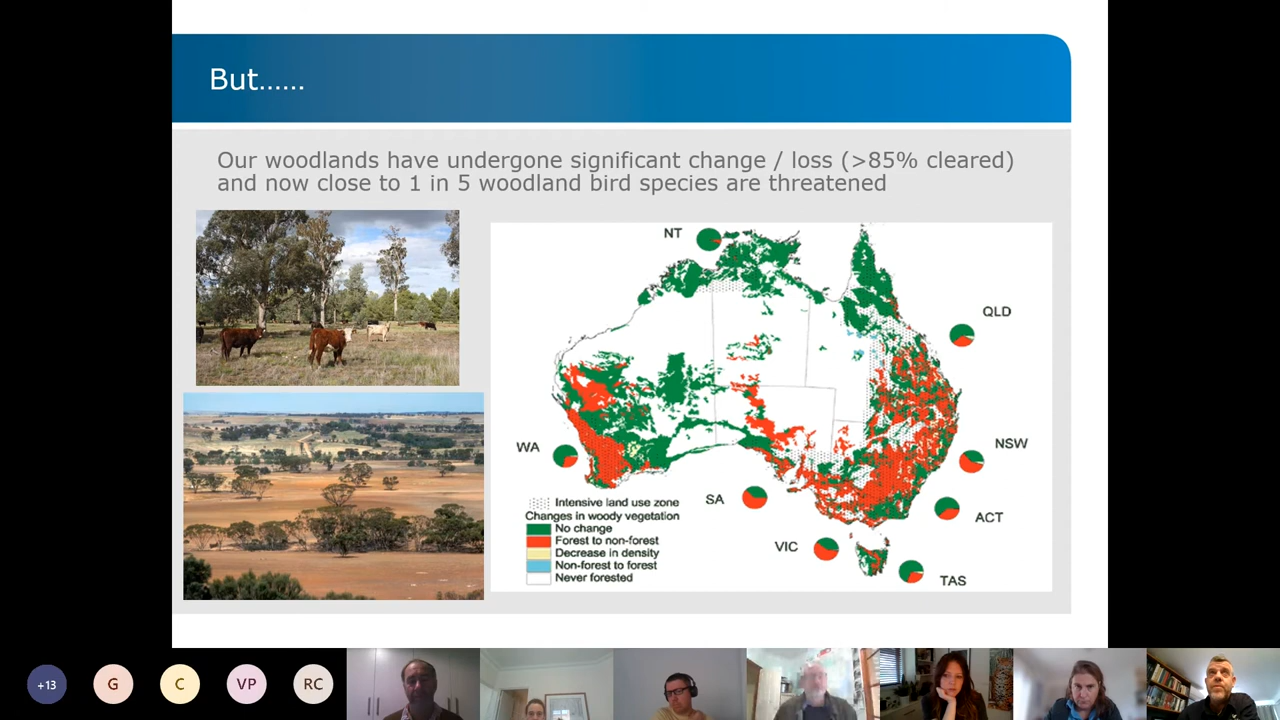 But......
Our woodlands have undergone significant change / loss (>85% cleared)
and now close to 1 in 5 woodland bird species are threatened
NT
QLD
WA
NSW
SA
ACT
VIC
TAS
Intensive land use zone
Changes in woody vegetation
No change
Forest to non-forest
Decrease in density
Non-forest to forest
Never forested
+13
G
C
VP
RC